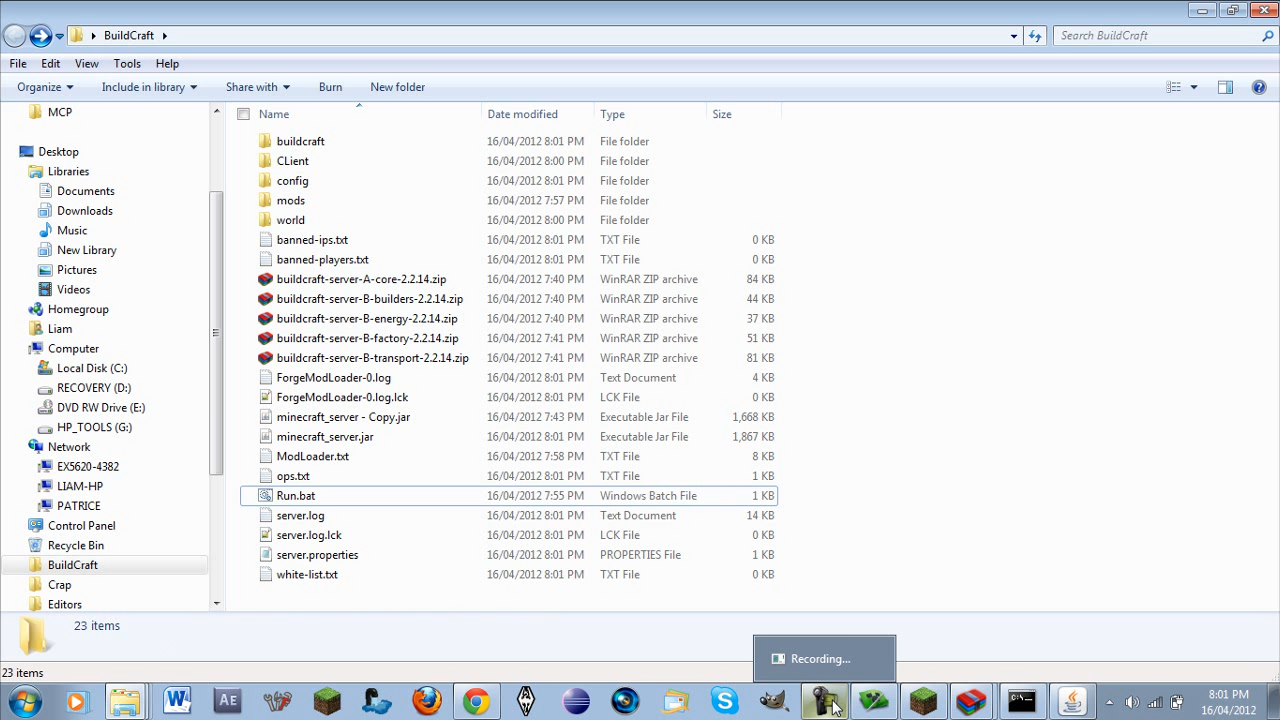 BuildCraft
Search BuildCraft
File Edit View Tools Help
Organize Include in library Share with Burn New folder
MCP
Desktop
Libraries
Documents
Downloads
Music
New Library
Pictures
Videos
Homegroup
Liam
Computer
Local Disk (C:)
RECOVERY (D:)
DVD RW Drive (E:)
HP_TOOLS (G:)
Network
EX5620-4382
LIAM-HP
PATRICE
Control Panel
Recycle Bin
BuildCraft
Crap
Editors
Name Date modified Type Size
buildcraft 16/04/2012 8:01 PM File folder
CLient 16/04/2012 8:00 PM File folder
config 16/04/2012 8:01 PM File folder
mods 16/04/2012 7:57 PM File folder
world 16/04/2012 8:00 PM File folder
banned-ips.txt 16/04/2012 8:01 PM TXT File 0 KB
banned-players.txt 16/04/2012 8:01 PM TXT File 0 KB
buildcraft-server-A-core-2.2.14.zip 16/04/2012 7:40 PM WinRAR ZIP archive 84 KB
buildcraft-server-B-builders-2.2.14.zip 16/04/2012 7:40 PM WinRAR ZIP archive 44 KB
buildcraft-server-B-energy-2.2.14.zip 16/04/2012 7:40 PM WinRAR ZIP archive 37 KB
buildcraft-server-B-factory-2.2.14.zip 16/04/2012 7:41 PM WinRAR ZIP archive 51 KB
buildcraft-server-B-transport-2.2.14.zip 16/04/2012 7:41 PM WinRAR ZIP archive 81 KB
ForgeModLoader-0.log 16/04/2012 8:01 PM Text Document 4 KB
ForgeModLoader-0.log.lck 16/04/2012 8:01 PM LCK File 0 KB
minecraft_server - Copy.jar 16/04/2012 7:43 PM Executable Jar File 1,668 KB
minecraft_server.jar 16/04/2012 8:01 PM Executable Jar File 1,867 KB
ModLoader.txt 16/04/2012 7:58 PM TXT File 8 KB
ops.txt 16/04/2012 8:01 PM TXT File 1 KB
Run.bat 16/04/2012 7:55 PM Windows Batch File 1 KB
server.log 16/04/2012 8:01 PM Text Document 14 KB
server.log.lck 16/04/2012 8:01 PM LCK File 0 KB
server.properties 16/04/2012 8:01 PM PROPERTIES File 1 KB
white-list.txt 16/04/2012 8:01 PM TXT File 0 KB
23 items
Recording...
23 items
W
AE
S
C:\
8:01 PM
16/04/2012